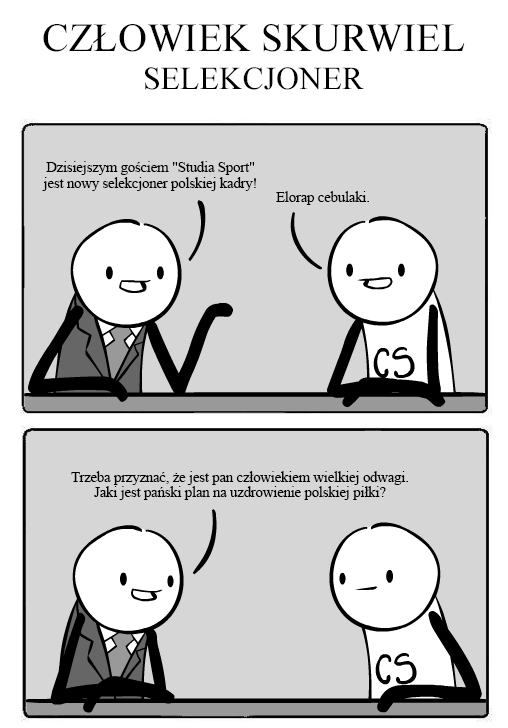 CZŁOWIEK SKURWIEL
SELEKCJONER
Dzisiejszym gościem "Studia Sport"
jest nowy selekcjoner polskiej kadry!
Elorap cebulaki.
CS
Trzeba przyznać, że jest pan człowiekiem wielkiej odwagi.
Jaki jest pański plan na uzdrowienie polskiej piłki?
CS